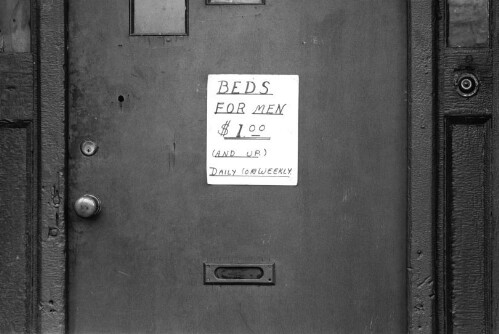 BEDS
FOR MEN
$1.00
(AND UP)
DAILY (OR) WEEKLY